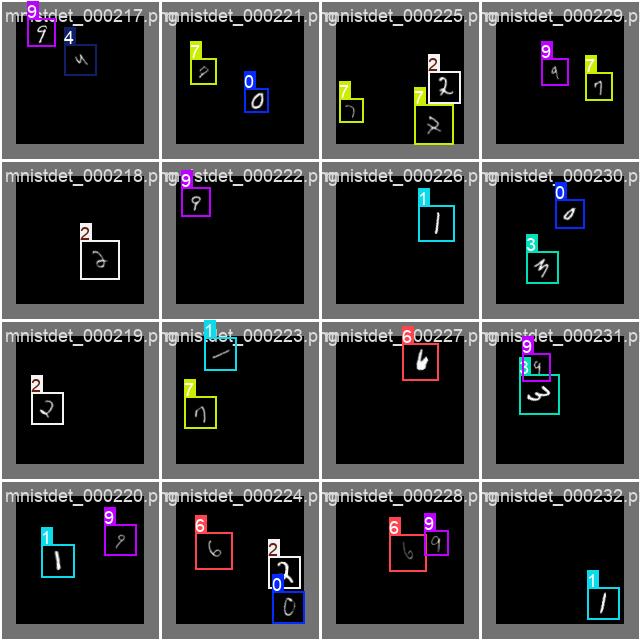 mnistdet_000217.png
9
4
mnistdet_000221.png
7
0
mnistdet_000225.png
2
7
7
mnistdet_000229.png
9
7
mnistdet_000218.png
2
mnistdet_000222.png
9
mnistdet_000226.png
1
mnistdet_000230.png
0
3
mnistdet_000219.png
2
mnistdet_000223.png
1
7
mnistdet_000227.png
6
mnistdet_000231.png
9
3
mnistdet_000220.png
1
9
mnistdet_000224.png
6
2
0
mnistdet_000228.png
6
9
mnistdet_000232.png
1